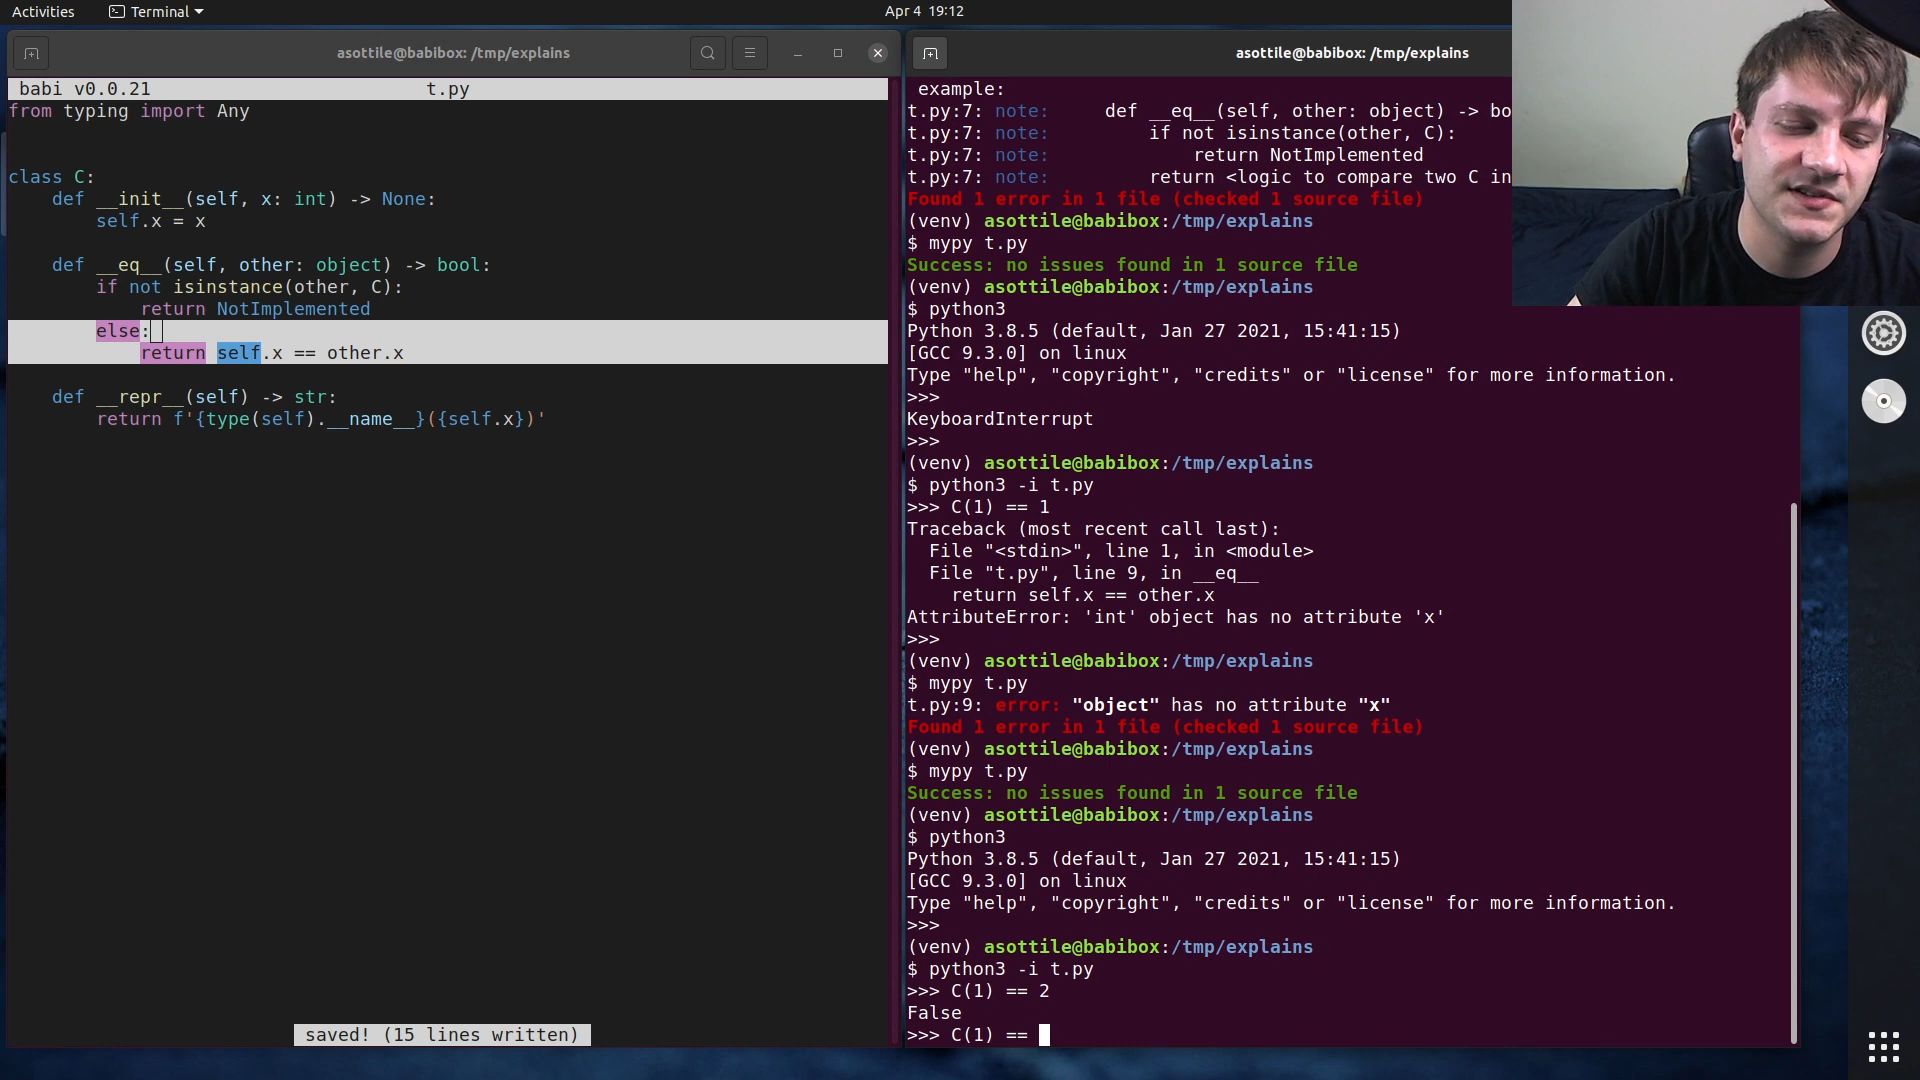 Activities
Terminal
Apr 4 19:12
asottile@babibox: /tmp/explains
babi v0.0.21 t.py
from typing import Any
class C:
    def __init__(self, x: int) -> None:
        self.x = x
    def __eq__(self, other: object) -> bool:
        if not isinstance(other, C):
            return NotImplemented
        else:
            return self.x == other.x
    def __repr__(self) -> str:
        return f'{type(self).__name__}({self.x})'
saved! (15 lines written)
asottile@babibox: /tmp/explains
 example:
t.py:7: note:     def __eq__(self, other: object) -> bo
t.py:7: note:         if not isinstance(other, C):
t.py:7: note:             return NotImplemented
t.py:7: note:         return <logic to compare two C in
Found 1 error in 1 file (checked 1 source file)
(venv) asottile@babibox:/tmp/explains
$ mypy t.py
Success: no issues found in 1 source file
(venv) asottile@babibox:/tmp/explains
$ python3
Python 3.8.5 (default, Jan 27 2021, 15:41:15)
[GCC 9.3.0] on linux
Type "help", "copyright", "credits" or "license" for more information.
>>>
KeyboardInterrupt
>>>
(venv) asottile@babibox:/tmp/explains
$ python3 -i t.py
>>> C(1) == 1
Traceback (most recent call last):
  File "<stdin>", line 1, in <module>
  File "t.py", line 9, in __eq__
    return self.x == other.x
AttributeError: 'int' object has no attribute 'x'
>>>
(venv) asottile@babibox:/tmp/explains
$ mypy t.py
t.py:9: error: "object" has no attribute "x"
Found 1 error in 1 file (checked 1 source file)
(venv) asottile@babibox:/tmp/explains
$ mypy t.py
Success: no issues found in 1 source file
(venv) asottile@babibox:/tmp/explains
$ python3
Python 3.8.5 (default, Jan 27 2021, 15:41:15)
[GCC 9.3.0] on linux
Type "help", "copyright", "credits" or "license" for more information.
>>>
(venv) asottile@babibox:/tmp/explains
$ python3 -i t.py
>>> C(1) == 2
False
>>> C(1) ==